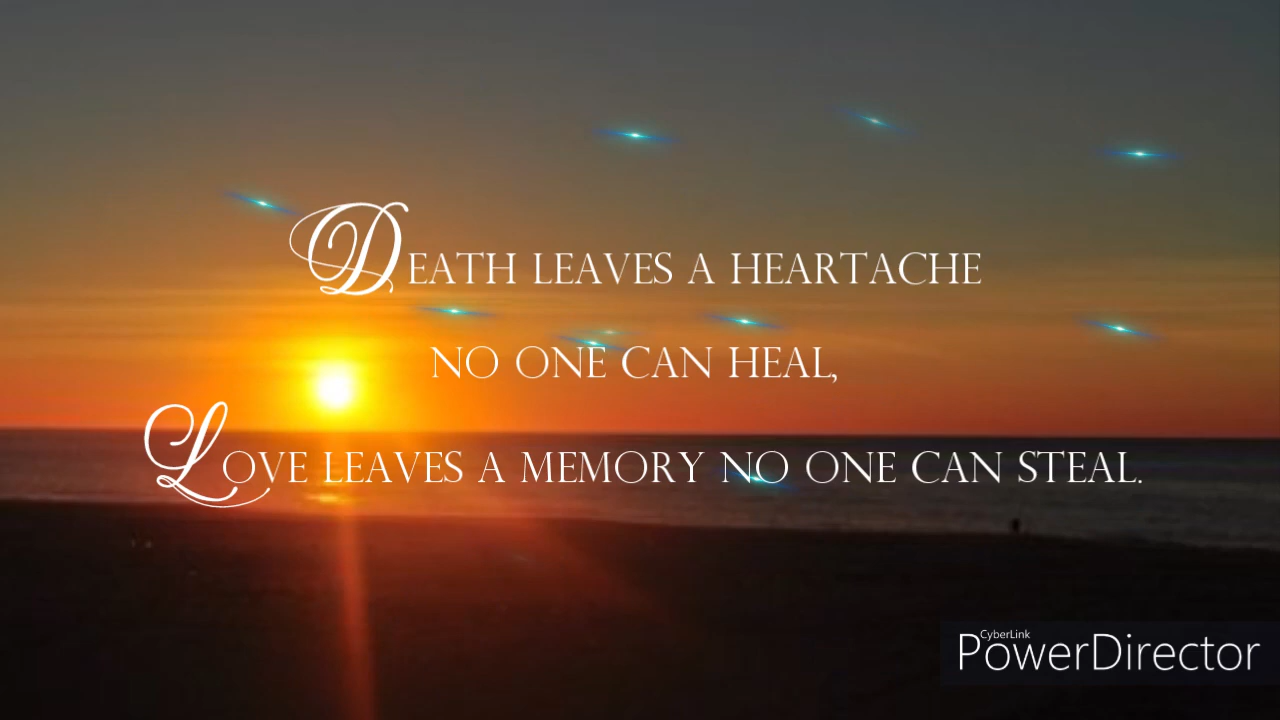 Death leaves a heartache
no one can heal,
Love leaves a memory no one can steal.
CyberLink
PowerDirector